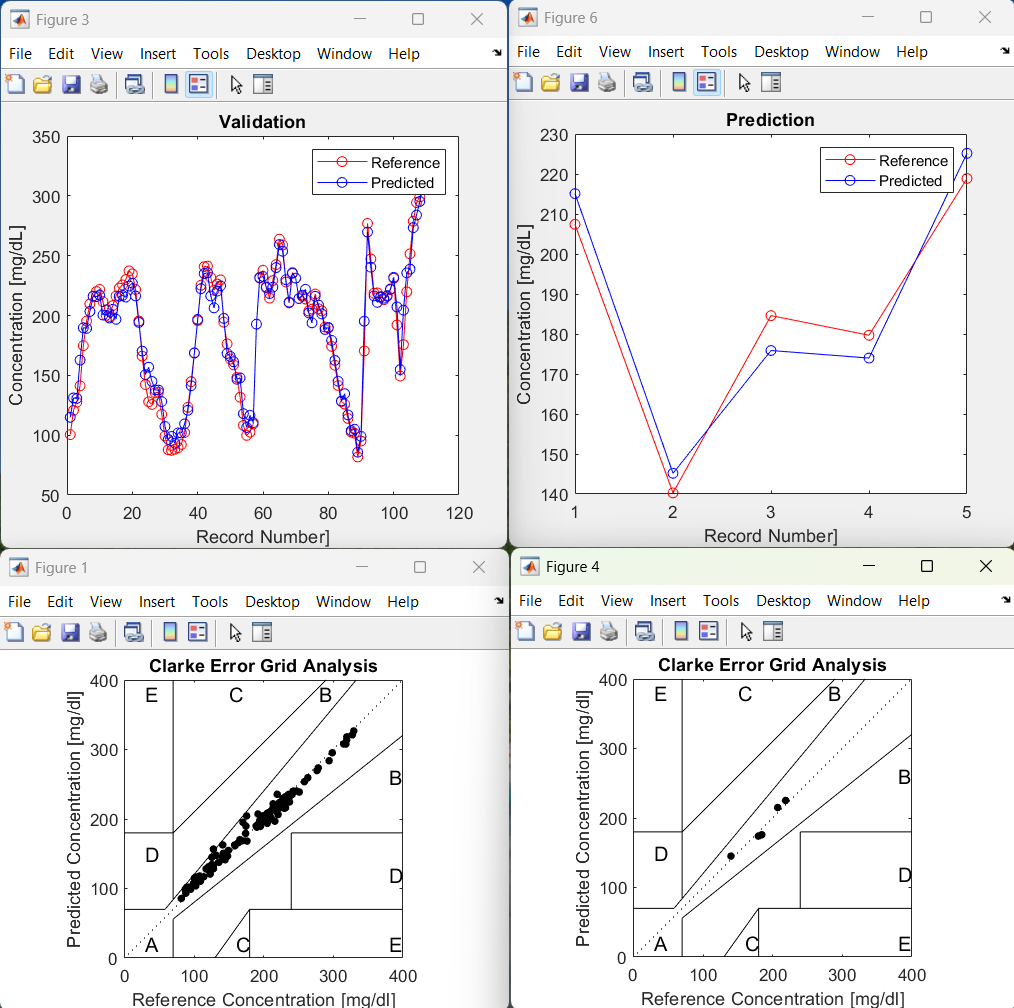 Figure 3
File Edit View Insert Tools Desktop Window Help
Validation
Reference
Predicted
Concentration [mg/dL]
350
300
250
200
150
100
50
0 20 40 60 80 100 120
Record Number]
Figure 6
File Edit View Insert Tools Desktop Window Help
Prediction
Reference
Predicted
Concentration [mg/dL]
230
220
210
200
190
180
170
160
150
140
1 2 3 4 5
Record Number]
Figure 1
File Edit View Insert Tools Desktop Window Help
Clarke Error Grid Analysis
Predicted Concentration [mg/dl]
400
300
200
100
0
E C B
B
D
D
A C E
0 100 200 300 400
Reference Concentration [mg/dl]
Figure 4
File Edit View Insert Tools Desktop Window Help
Clarke Error Grid Analysis
Predicted Concentration [mg/dl]
400
300
200
100
0
E C B
B
D
D
A C E
0 100 200 300 400
Reference Concentration [mg/dl]